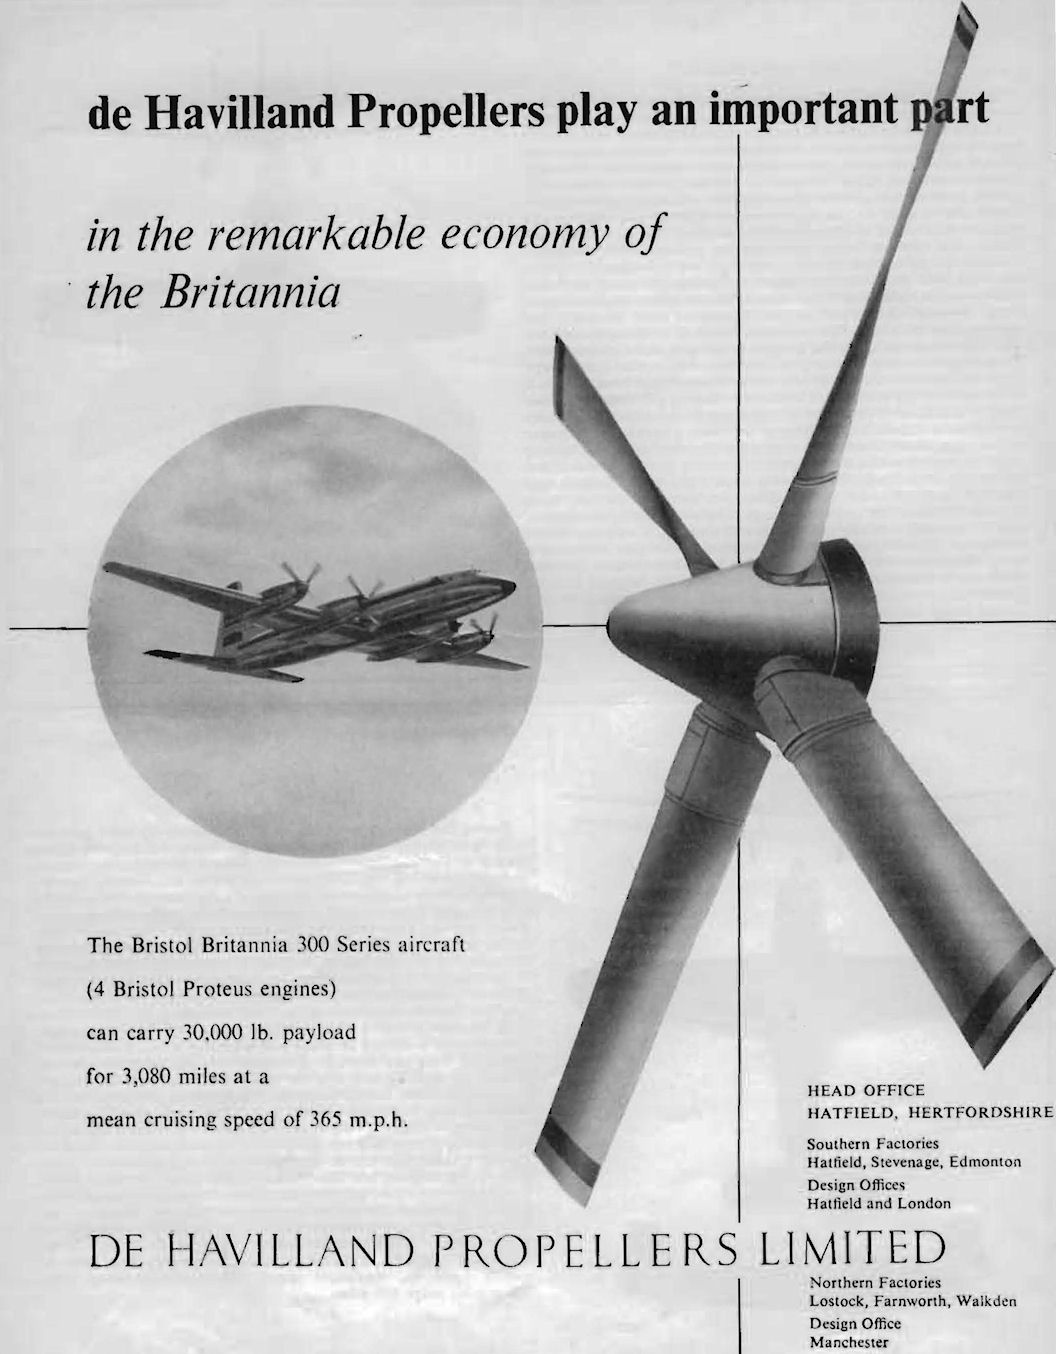 de Havilland Propellers play an important part
in the remarkable economy of
the Britannia
The Bristol Britannia 300 Series aircraft
(4 Bristol Proteus engines)
can carry 30,000 lb. payload
for 3,080 miles at a
mean cruising speed of 365 m.p.h.
HEAD OFFICE
HATFIELD, HERTFORDSHIRE
Southern Factories
Hatfield, Stevenage, Edmonton
Design Offices
Hatfield and London
DE HAVILLAND PROPELLERS LIMITED
Northern Factories
Lostock, Farnworth, Walkden
Design Office
Manchester